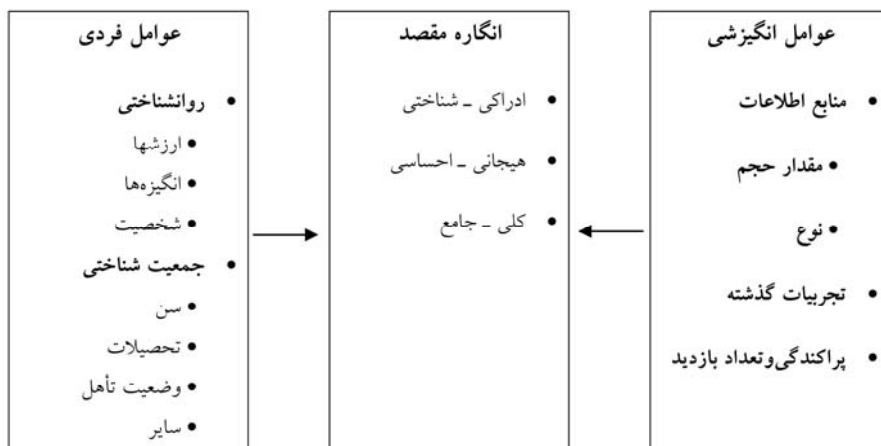 عوامل انگیزشی
• منابع اطلاعات
• مقدار حجم
• نوع
• تجربیات گذشته
• پراکندگی‌وتعداد بازدید
انگاره مقصد
• ادراکی ـ شناختی
• هیجانی ـ احساسی
• کلی ـ جامع
عوامل فردی
• روانشناختی
• ارزشها
• انگیزه‌ها
• شخصیت
• جمعیت شناختی
• سن
• تحصیلات
• وضعیت تأهل
• سایر